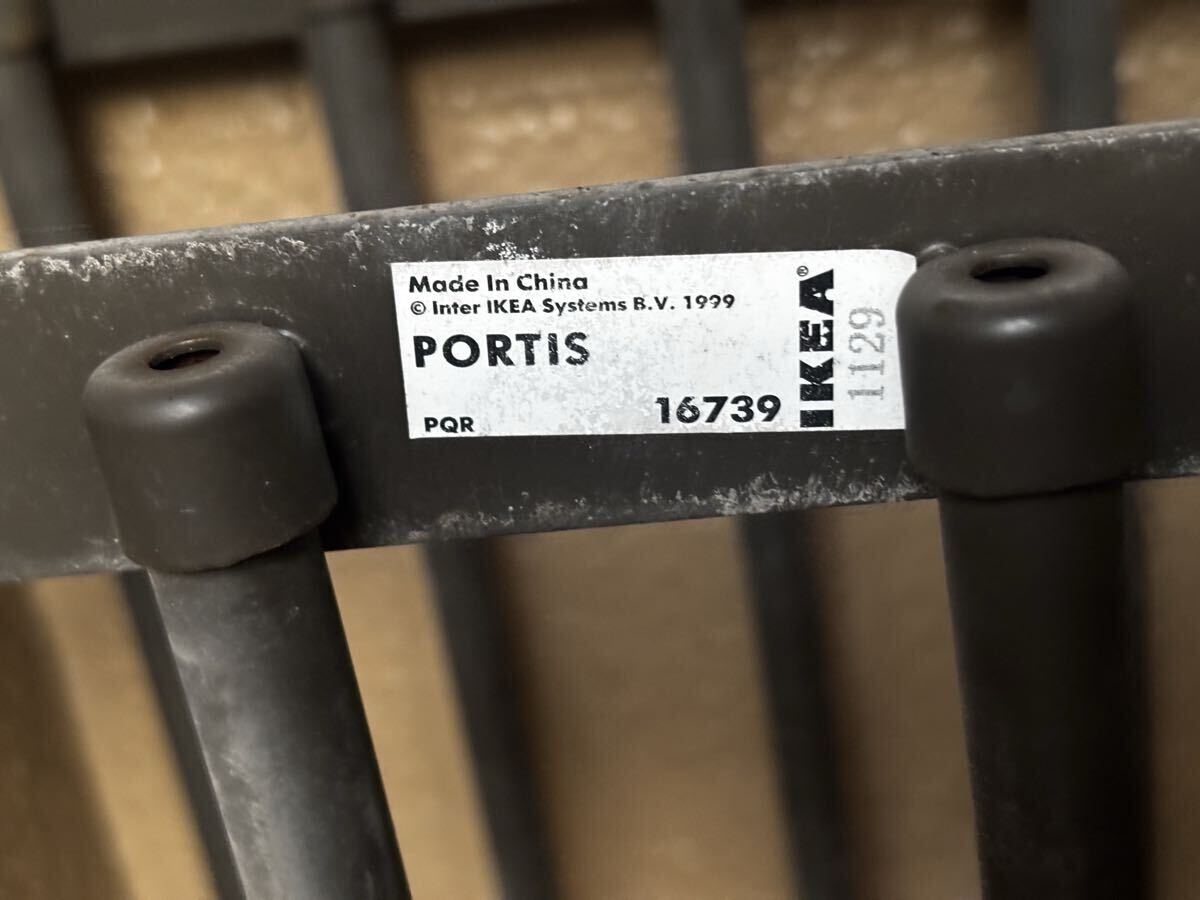 Made In China
© Inter IKEA Systems B.V. 1999
PORTIS
PQR
16739
IKEA®
1129